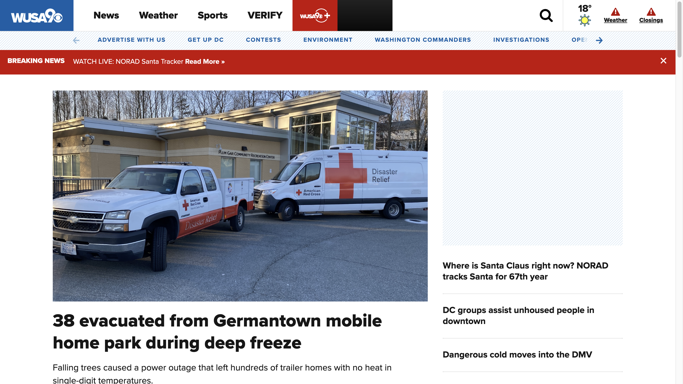 WUSA9
News
Weather
Sports
VERIFY
WUSA9+
18°
Weather
Closings
ADVERTISE WITH US
GET UP DC
CONTESTS
ENVIRONMENT
WASHINGTON COMMANDERS
INVESTIGATIONS
OPE
BREAKING NEWS WATCH LIVE: NORAD Santa Tracker Read More »
American Red Cross
Disaster Relief
Disaster
Relief
38 evacuated from Germantown mobile
home park during deep freeze
Falling trees caused a power outage that left hundreds of trailer homes with no heat in
single-digit temperatures.
Where is Santa Claus right now? NORAD
tracks Santa for 67th year
DC groups assist unhoused people in
downtown
Dangerous cold moves into the DMV